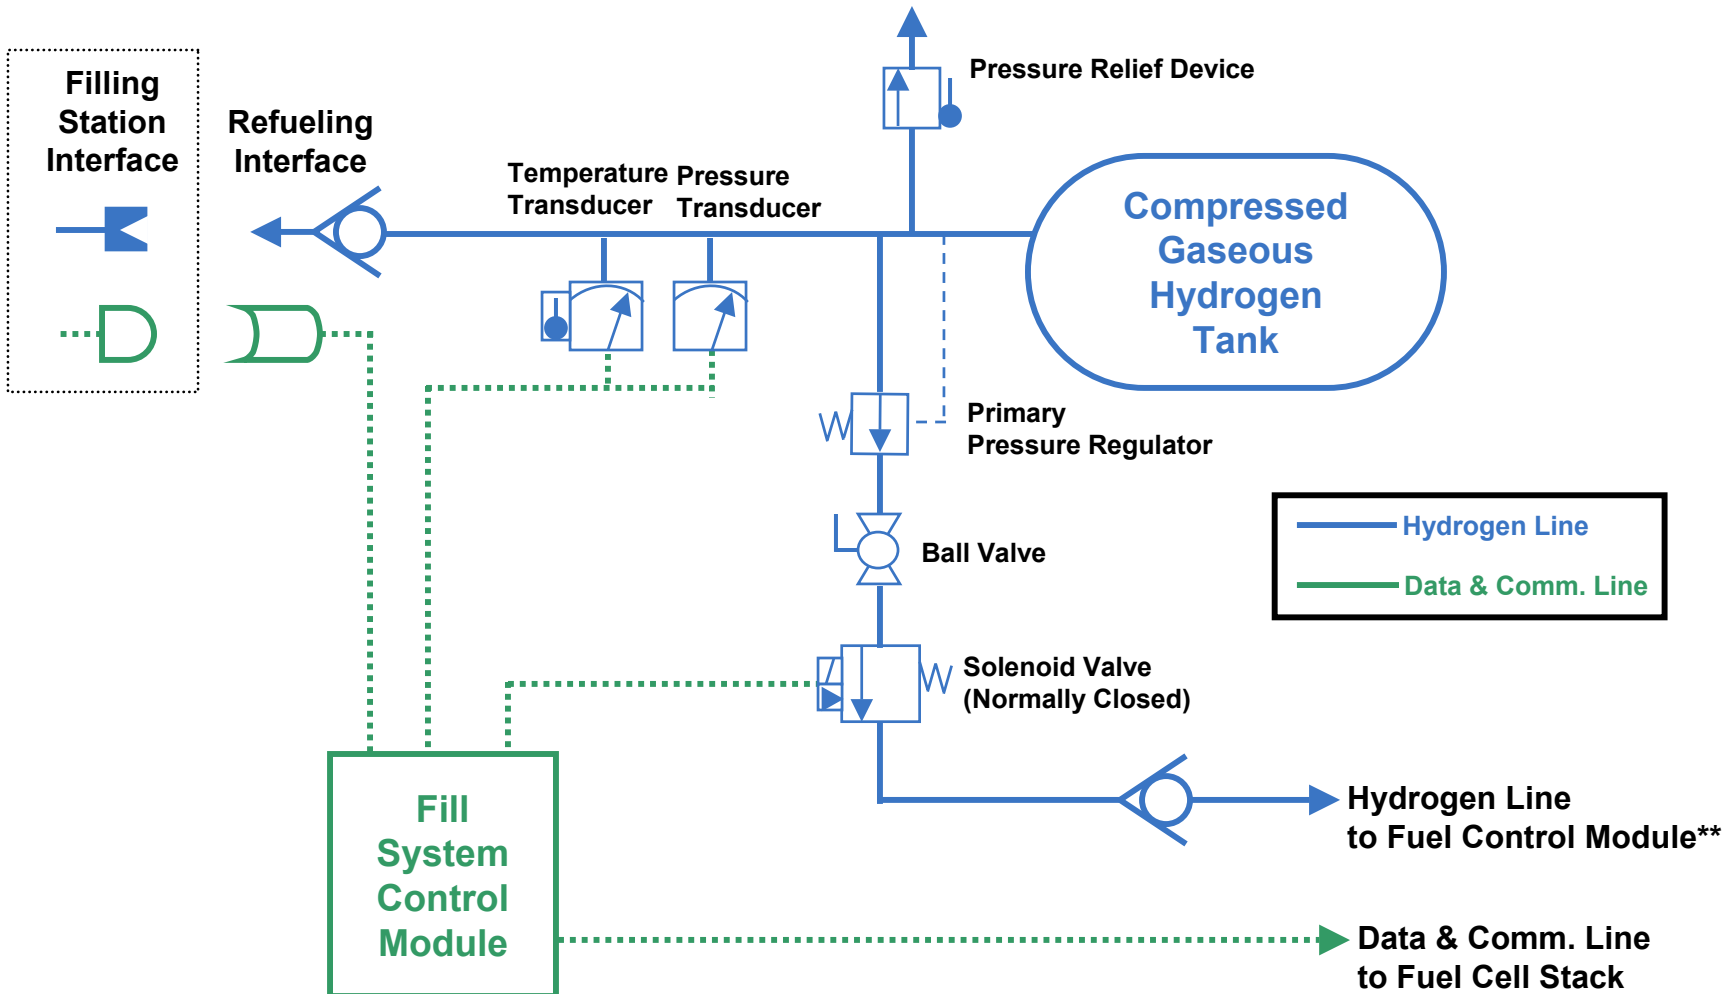 Pressure Relief Device
Filling
Station
Interface
Refueling
Interface
Temperature
Transducer
Pressure
Transducer
Compressed
Gaseous
Hydrogen
Tank
Primary
Pressure Regulator
Hydrogen Line
Data & Comm. Line
Ball Valve
Solenoid Valve
(Normally Closed)
Fill
System
Control
Module
Hydrogen Line
to Fuel Control Module**
Data & Comm. Line
to Fuel Cell Stack